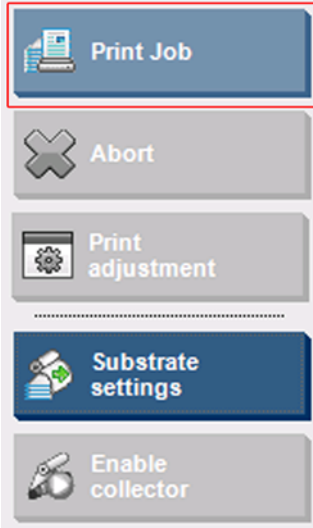 Print Job
Abort
Print
adjustment
Substrate
settings
Enable
collector